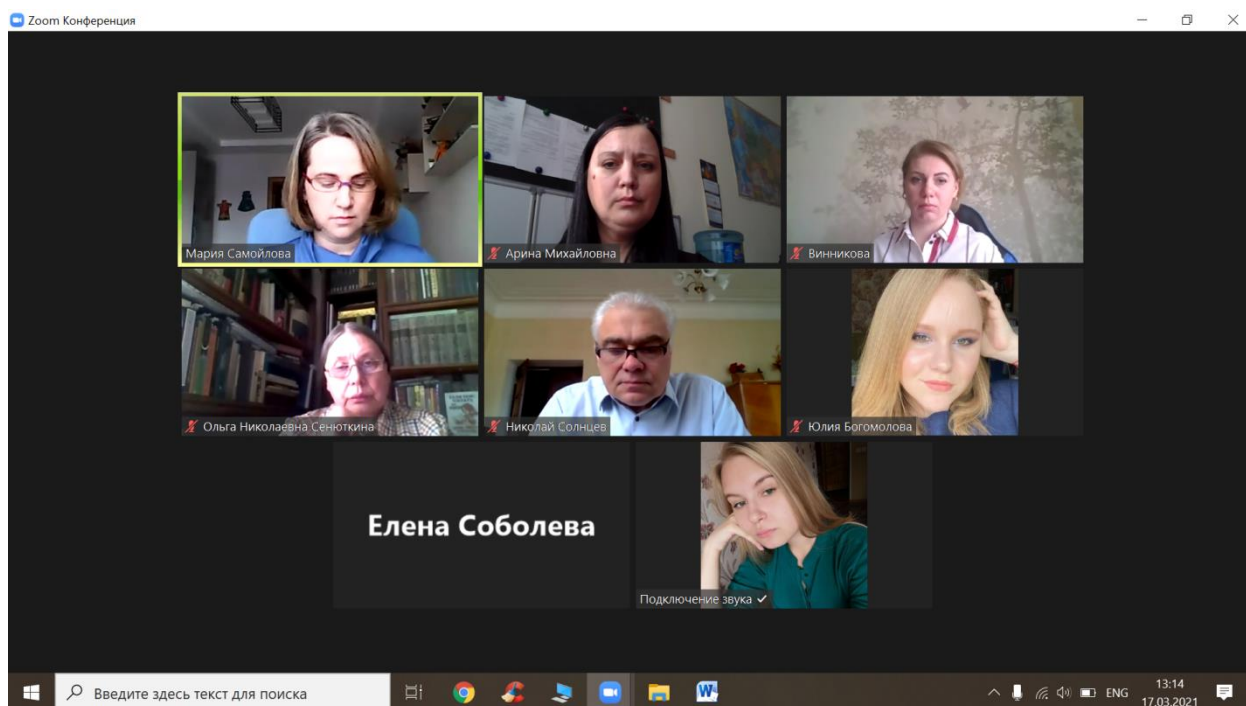 Zoom Конференция
Мария Самойлова
Арина Михайловна
Винникова
Ольга Николаевна Сенюткина
Николай Солнцев
Юлия Богомолова
Елена Соболева
Подключение звука
Введите здесь текст для поиска
W
ENG
13:14
17.03.2021